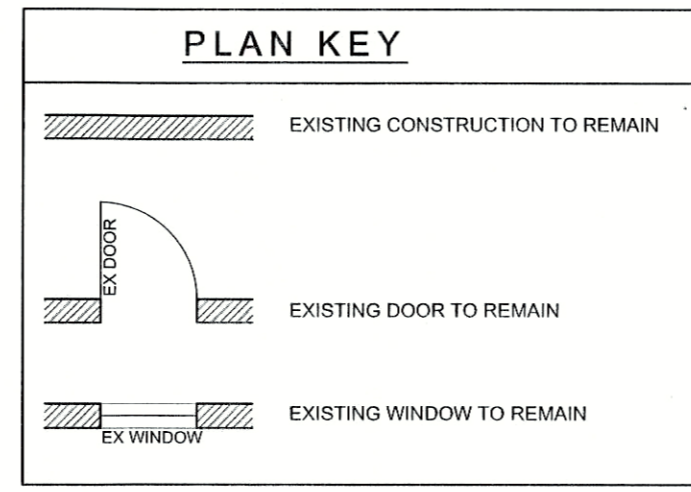 PLAN KEY
EXISTING CONSTRUCTION TO REMAIN
EX DOOR
EXISTING DOOR TO REMAIN
EXISTING WINDOW TO REMAIN
EX WINDOW